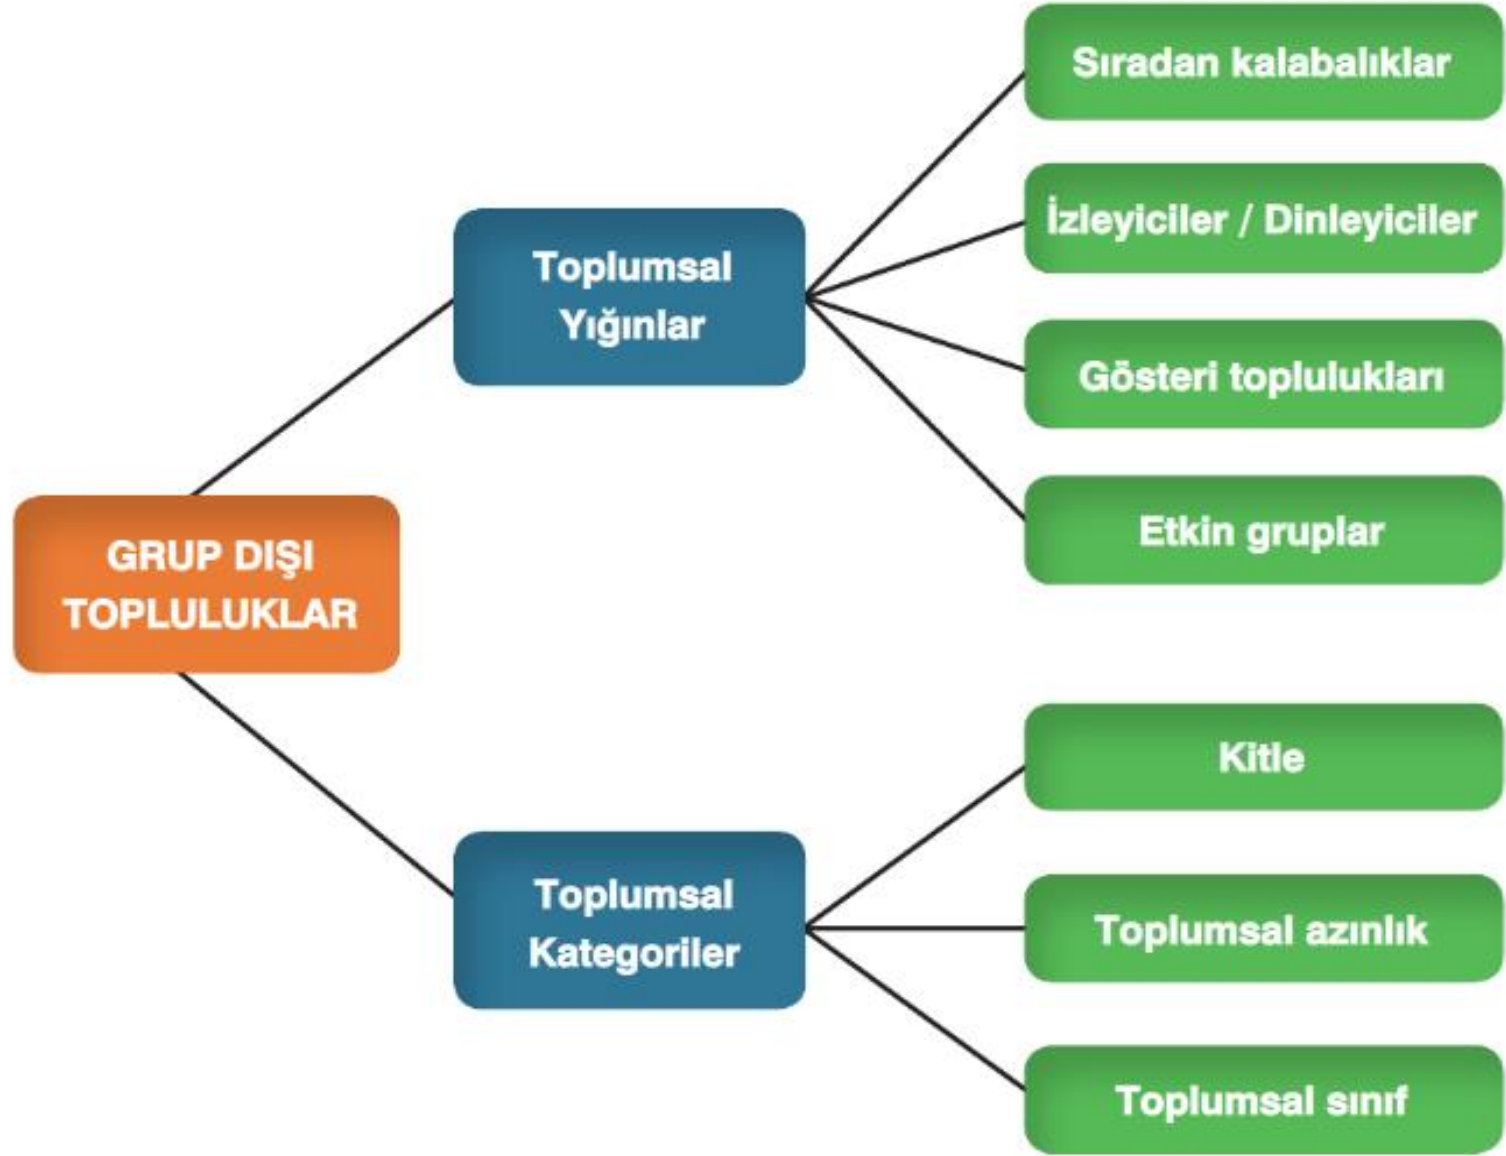 GRUP DIŞI
TOPLULUKLAR
Toplumsal
Yığınlar
Sıradan kalabalıklar
İzleyiciler / Dinleyiciler
Gösteri toplulukları
Etkin gruplar
Toplumsal
Kategoriler
Kitle
Toplumsal azınlık
Toplumsal sınıf